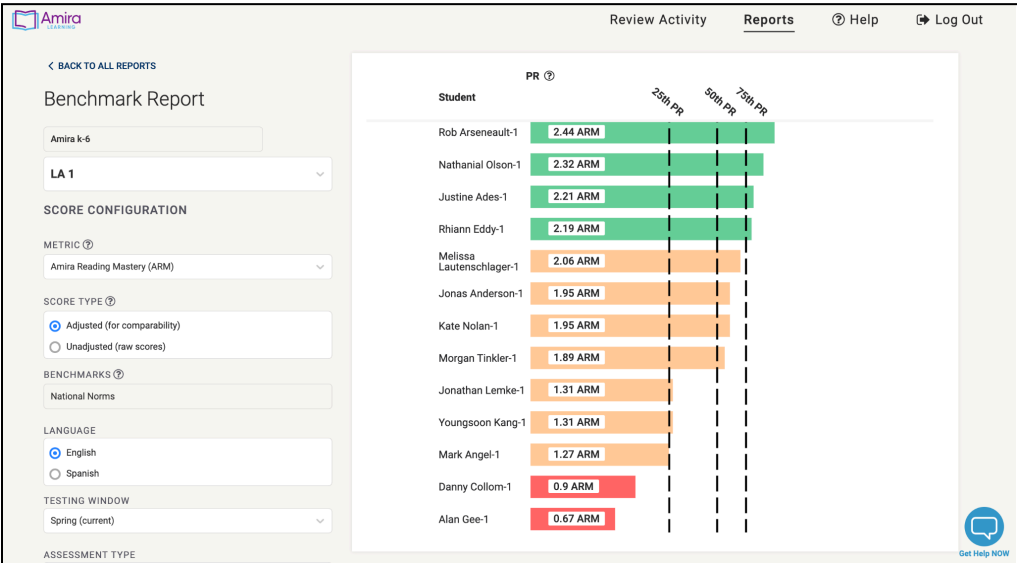 Amira
LEARNING
Review Activity Reports Help Log Out
BACK TO ALL REPORTS
Benchmark Report
Amira k-6
LA 1
SCORE CONFIGURATION
METRIC
Amira Reading Mastery (ARM)
SCORE TYPE
Adjusted (for comparability)
Unadjusted (raw scores)
BENCHMARKS
National Norms
LANGUAGE
English
Spanish
TESTING WINDOW
Spring (current)
ASSESSMENT TYPE
PR
Student 25th PR 50th PR 75th PR
Rob Arseneault-1 2.44 ARM
Nathanial Olson-1 2.32 ARM
Justine Ades-1 2.21 ARM
Rhiann Eddy-1 2.19 ARM
Melissa
Lautenschlager-1 2.06 ARM
Jonas Anderson-1 1.95 ARM
Kate Nolan-1 1.95 ARM
Morgan Tinkler-1 1.89 ARM
Jonathan Lemke-1 1.31 ARM
Youngsoon Kang-1 1.31 ARM
Mark Angel-1 1.27 ARM
Danny Collom-1 0.9 ARM
Alan Gee-1 0.67 ARM
Get Help NOW